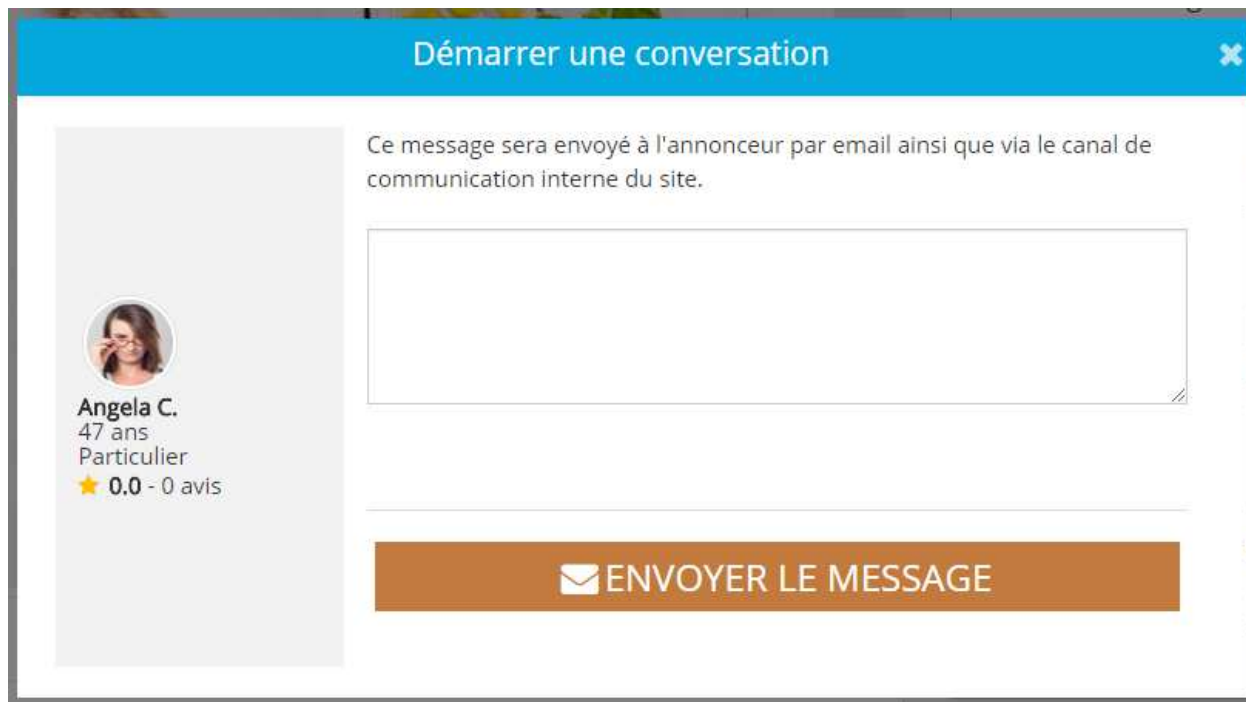 Démarrer une conversation
Ce message sera envoyé à l'annonceur par email ainsi que via le canal de
communication interne du site.
Angela C.
47 ans
Particulier
0.0 - 0 avis
ENVOYER LE MESSAGE